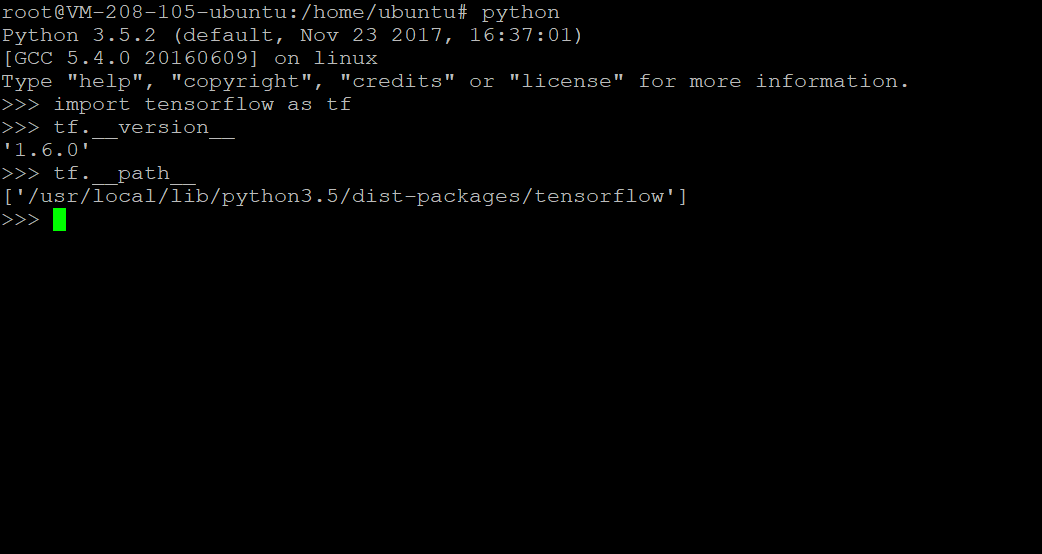 root@VM-208-105-ubuntu:/home/ubuntu# python
Python 3.5.2 (default, Nov 23 2017, 16:37:01)
[GCC 5.4.0 20160609] on linux
Type "help", "copyright", "credits" or "license" for more information.
>>> import tensorflow as tf
>>> tf.__version__
'1.6.0'
>>> tf.__path__
['/usr/local/lib/python3.5/dist-packages/tensorflow']
>>>